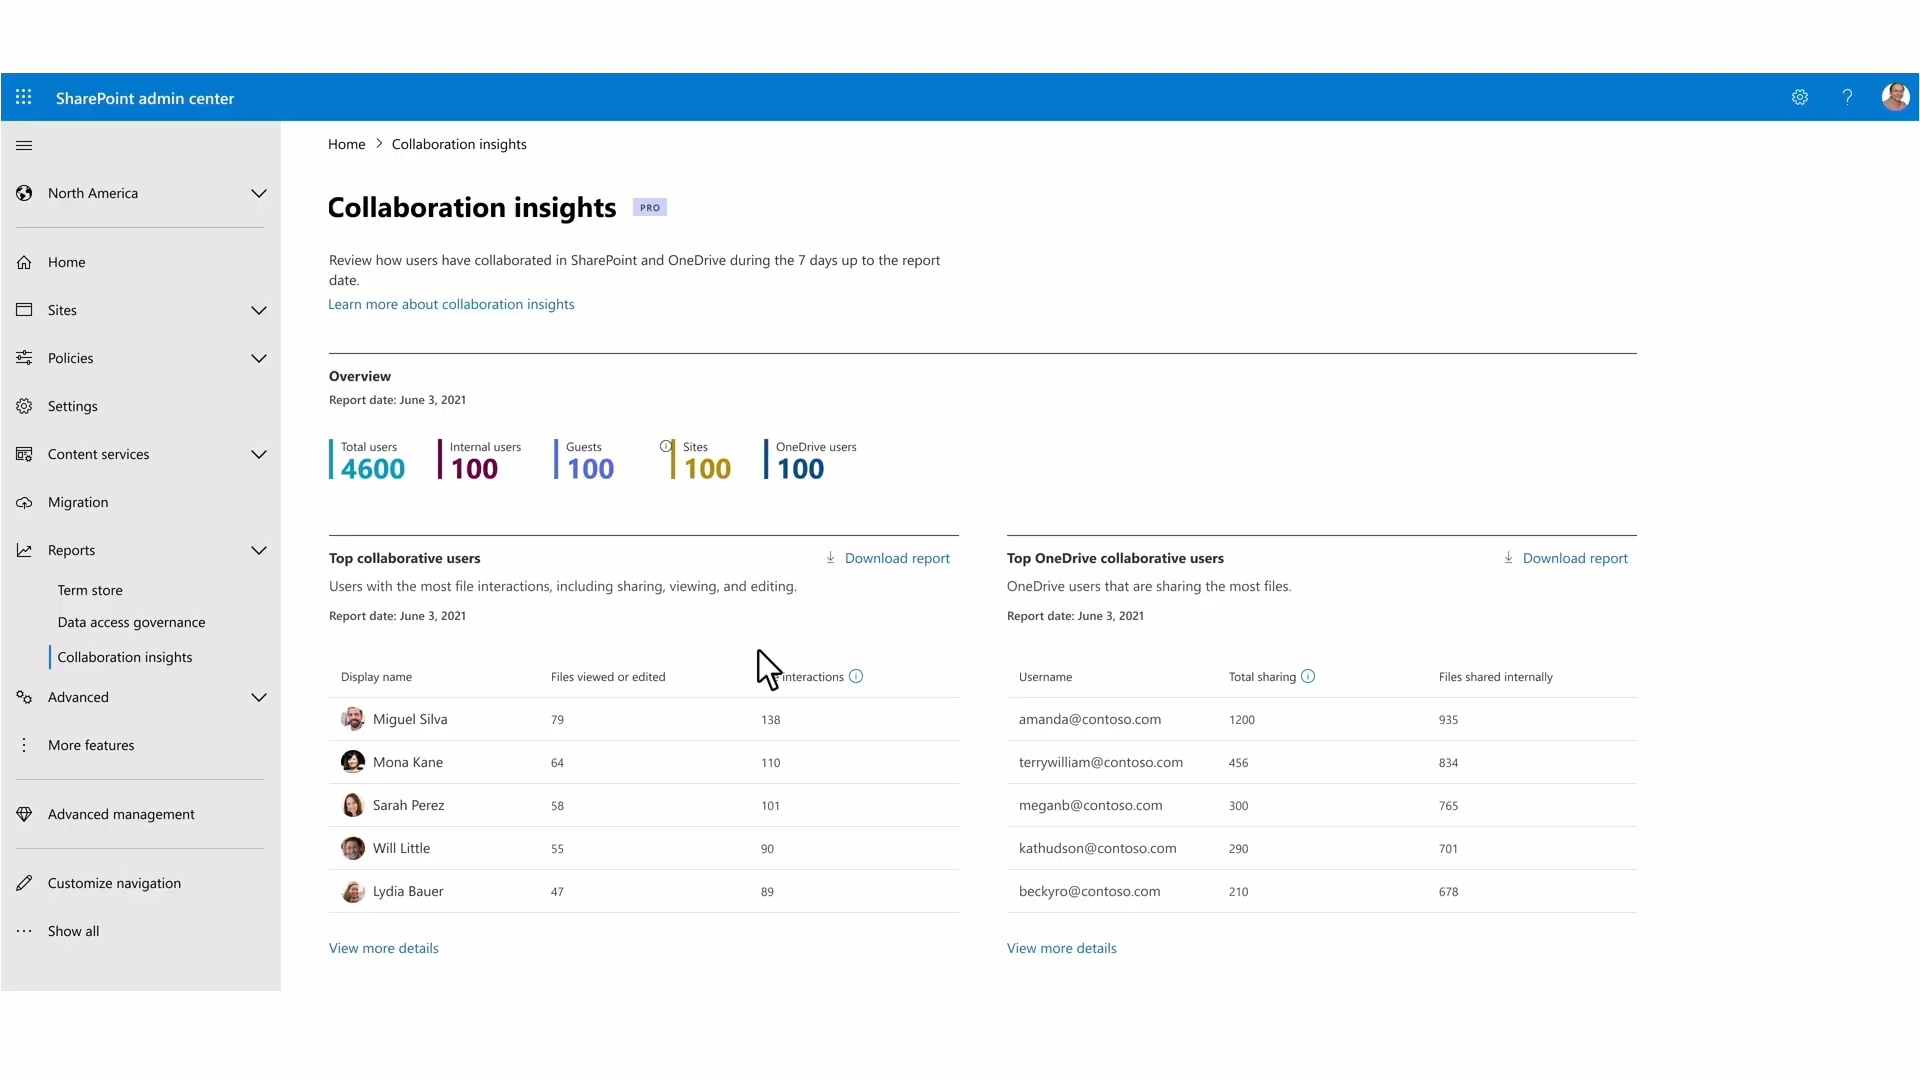 SharePoint admin center
?
North America
Home
Sites
Policies
Settings
Content services
Migration
Reports
Term store
Data access governance
Collaboration insights
Advanced
More features
Advanced management
Customize navigation
Show all
Home > Collaboration insights
Collaboration insights PRO
Review how users have collaborated in SharePoint and OneDrive during the 7 days up to the report
date.
Learn more about collaboration insights
Overview
Report date: June 3, 2021
Total users Internal users Guests Sites OneDrive users
4600 100 100 100 100
Top collaborative users Download report
Users with the most file interactions, including sharing, viewing, and editing.
Report date: June 3, 2021
Display name Files viewed or edited interactions
Miguel Silva 79 138
Mona Kane 64 110
Sarah Perez 58 101
Will Little 55 90
Lydia Bauer 47 89
View more details
Top OneDrive collaborative users Download report
OneDrive users that are sharing the most files.
Report date: June 3, 2021
Username Total sharing Files shared internally
amanda@contoso.com 1200 935
terrywilliam@contoso.com 456 834
meganb@contoso.com 300 765
kathudson@contoso.com 290 701
beckyro@contoso.com 210 678
View more details